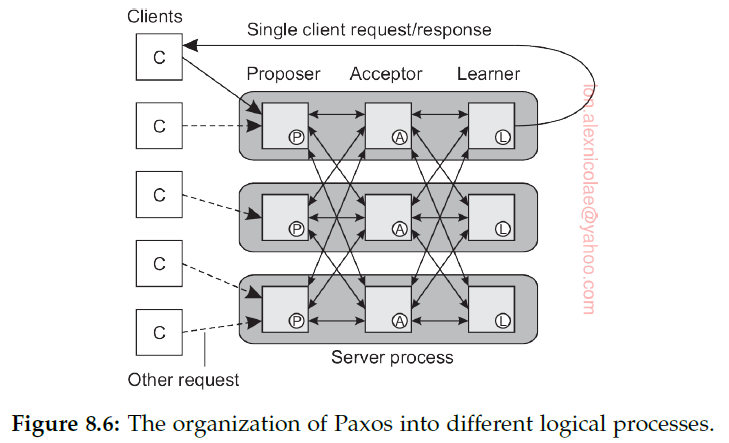 Clients
Single client request/response
C
Proposer Acceptor Learner
C
P A L
C
P A L
C
P A L
C
Server process
Other request
ion.alexnicolae@yahoo.com
Figure 8.6: The organization of Paxos into different logical processes.